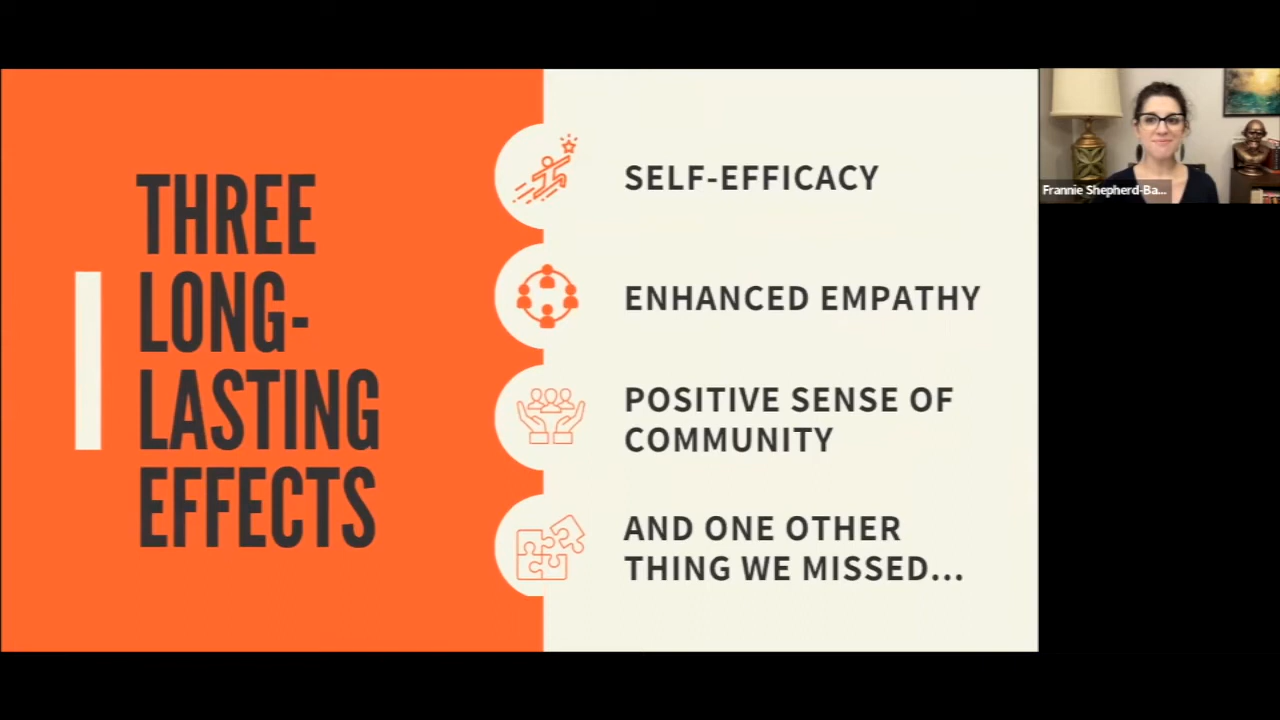 THREE
LONG-
LASTING
EFFECTS
SELF-EFFICACY
ENHANCED EMPATHY
POSITIVE SENSE OF
COMMUNITY
AND ONE OTHER
THING WE MISSED...
Frannie Shepherd-Ba...